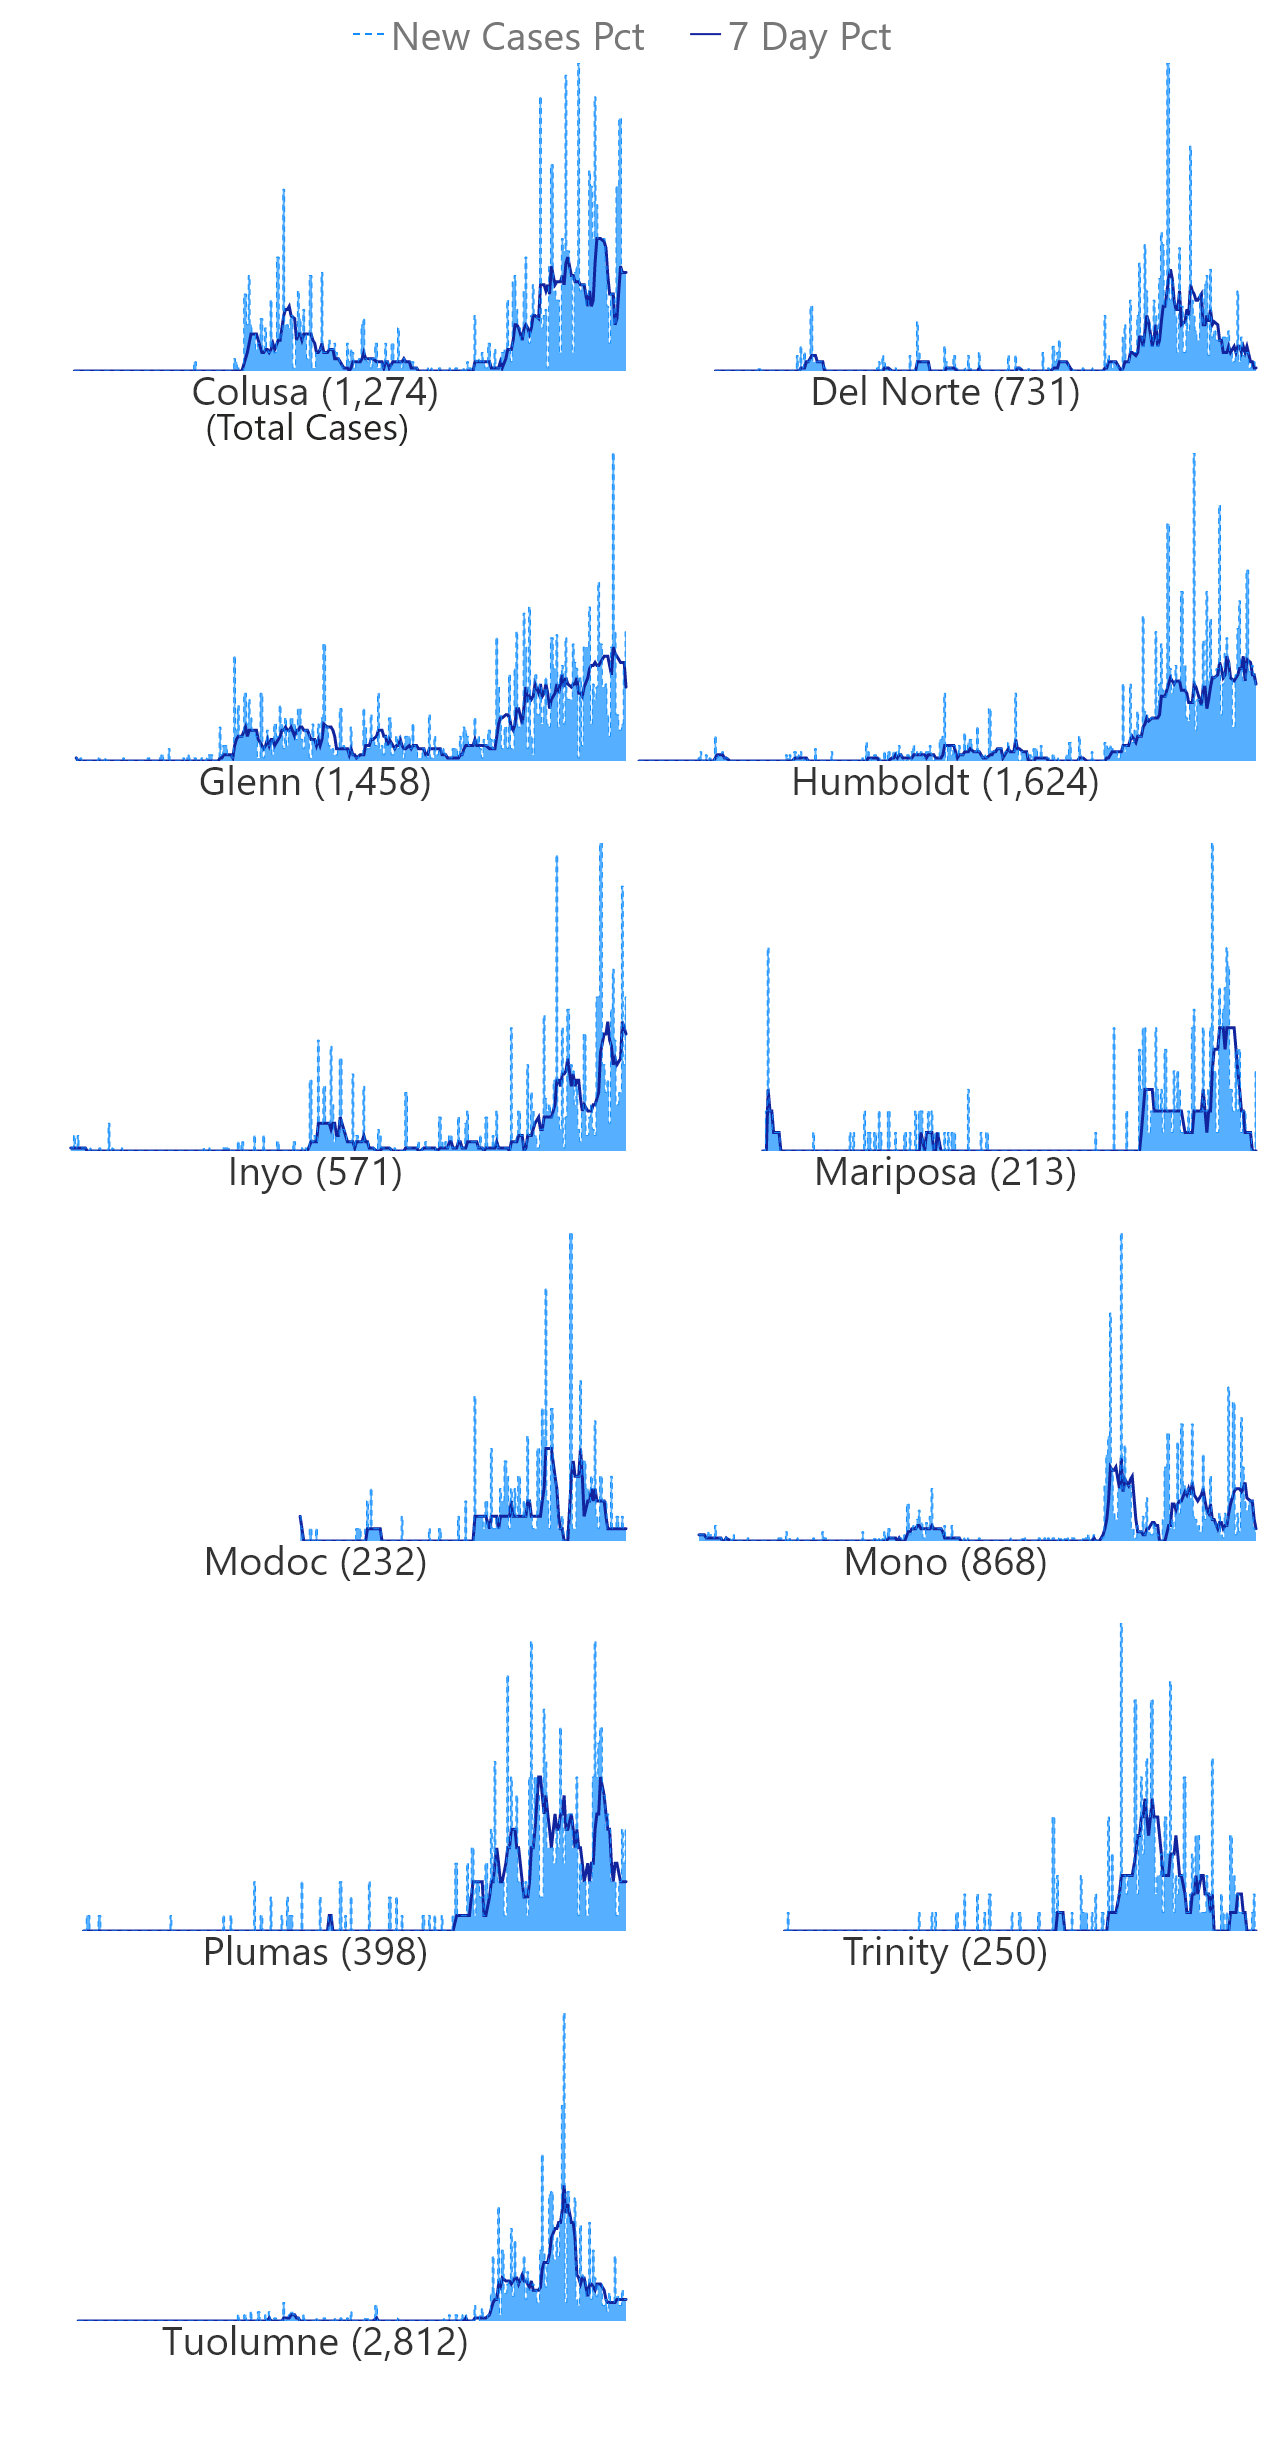 New Cases Pct 7 Day Pct
Colusa (1,274)
(Total Cases)
Del Norte (731)
Glenn (1,458)
Humboldt (1,624)
Inyo (571)
Mariposa (213)
Modoc (232)
Mono (868)
Plumas (398)
Trinity (250)
Tuolumne (2,812)